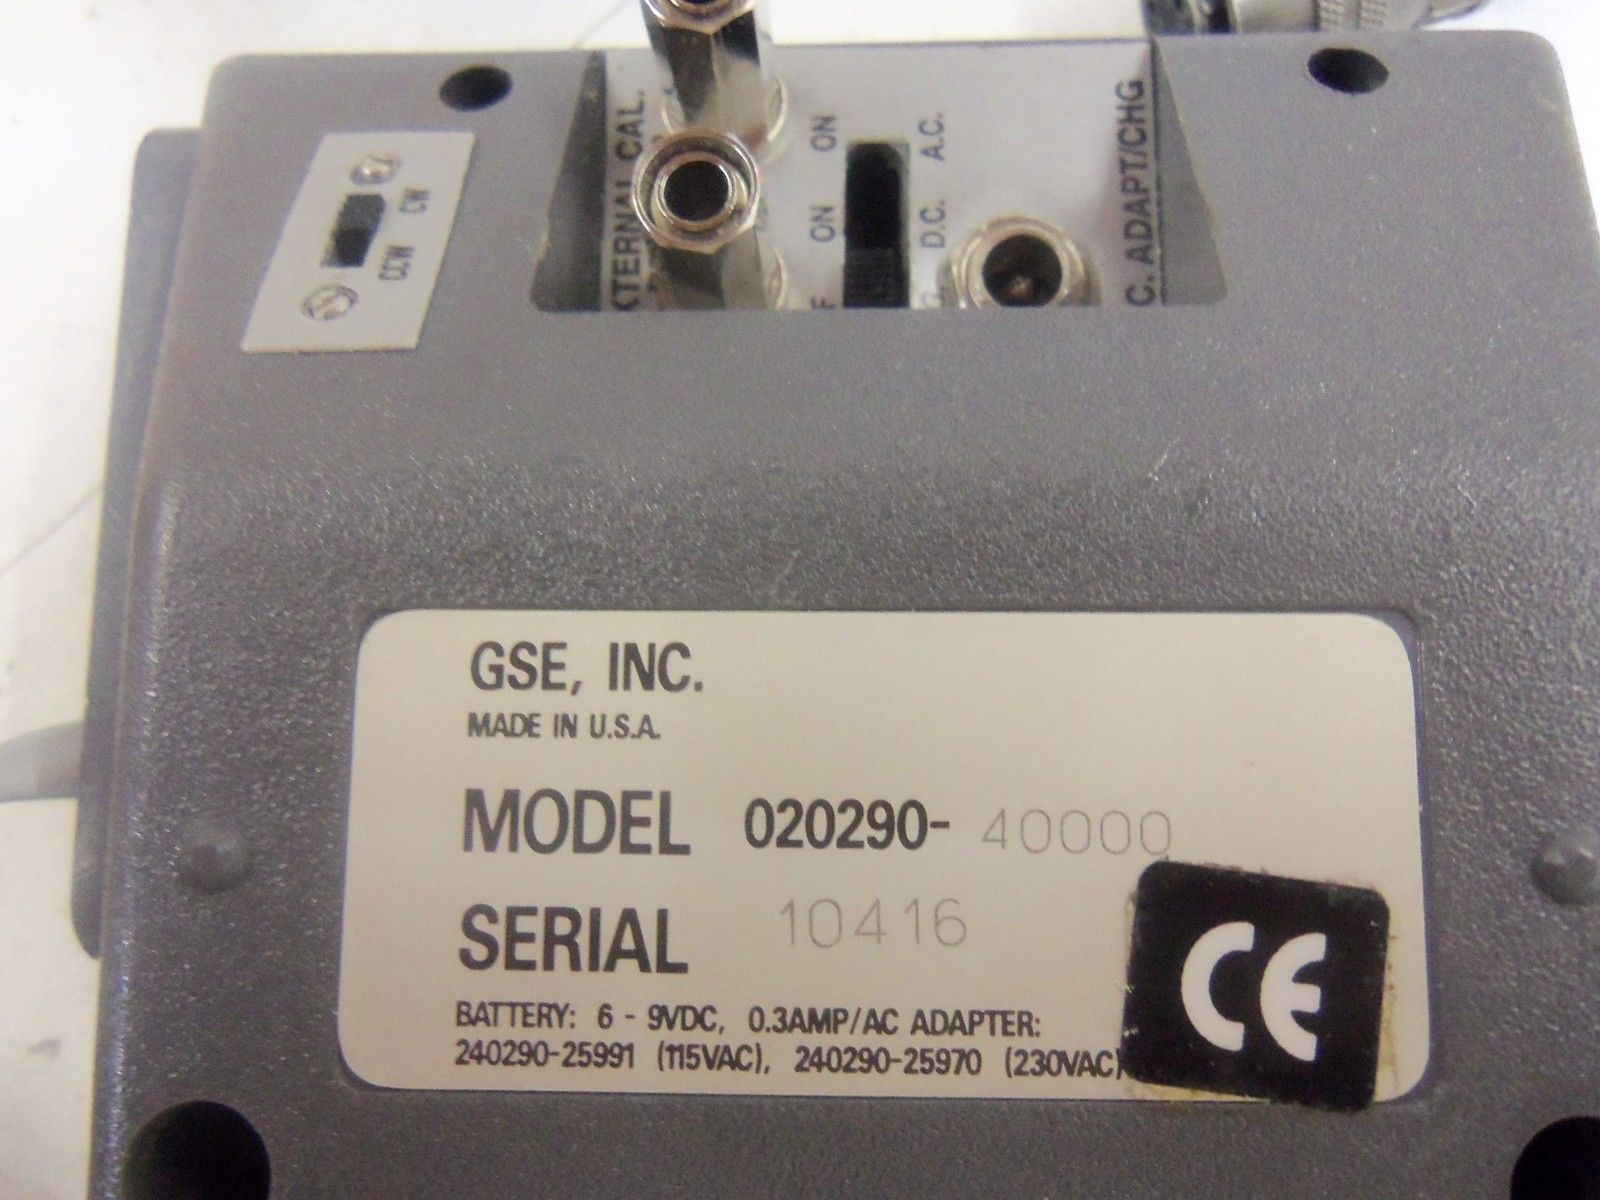 CCW CW
EXTERNAL CAL.
ON ON
D.C. A.C.
C. ADAPT/CHG
GSE, INC.
MADE IN U.S.A.
MODEL 020290- 40000
SERIAL 10416
CE
BATTERY: 6 - 9VDC, 0.3AMP/AC ADAPTER:
240290-25991 (115VAC), 240290-25970 (230VAC)